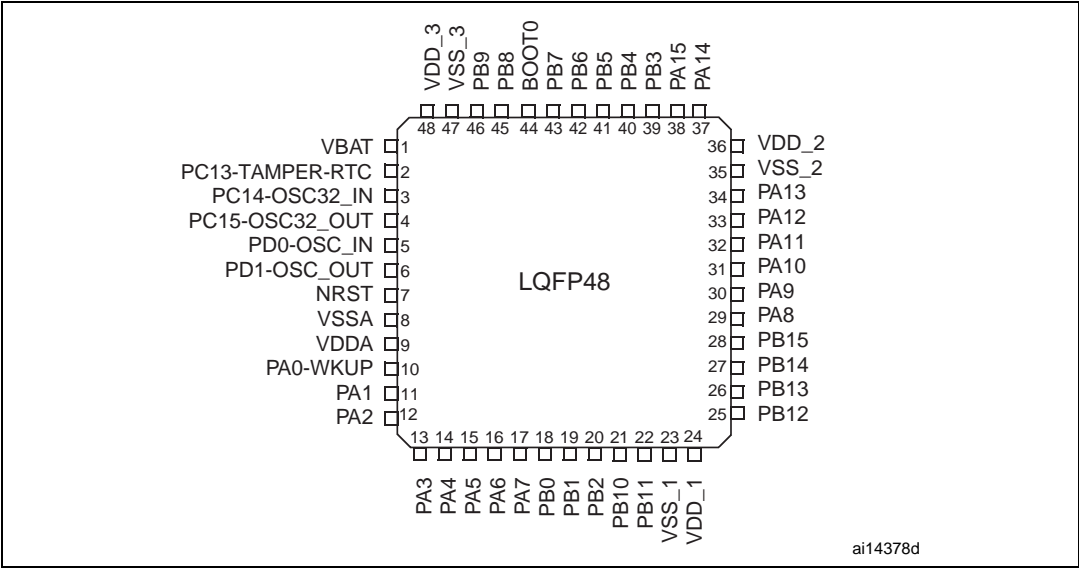 VDD_3
VSS_3
PB9
PB8
BOOT0
PB7
PB6
PB5
PB4
PB3
PA15
PA14
48 47 46 45 44 43 42 41 40 39 38 37
VBAT 1
PC13-TAMPER-RTC 2
PC14-OSC32_IN 3
PC15-OSC32_OUT 4
PD0-OSC_IN 5
PD1-OSC_OUT 6
NRST 7
VSSA 8
VDDA 9
PA0-WKUP 10
PA1 11
PA2 12
LQFP48
36 VDD_2
35 VSS_2
34 PA13
33 PA12
32 PA11
31 PA10
30 PA9
29 PA8
28 PB15
27 PB14
26 PB13
25 PB12
13 14 15 16 17 18 19 20 21 22 23 24
PA3
PA4
PA5
PA6
PA7
PB0
PB1
PB2
PB10
PB11
VSS_1
VDD_1
ai14378d